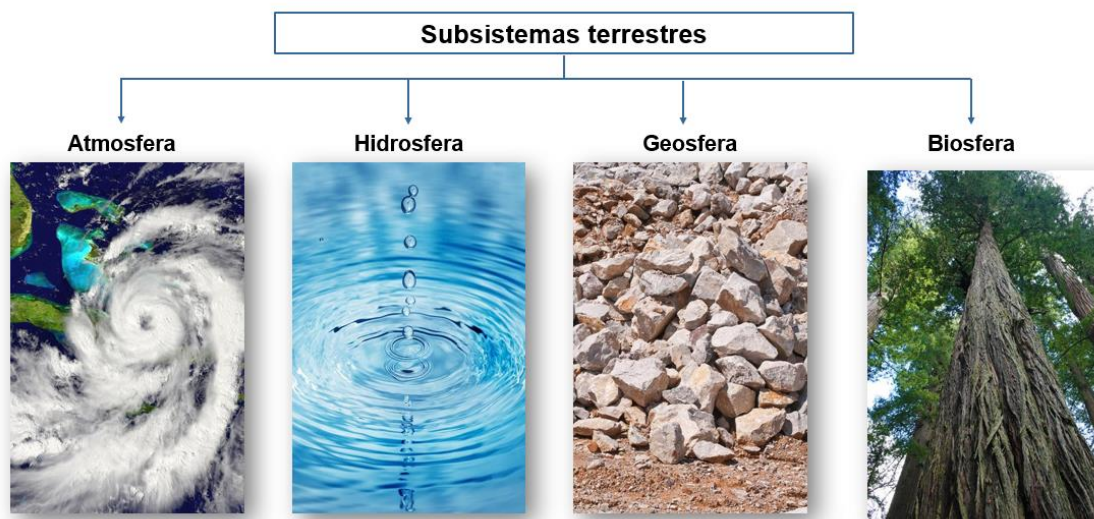 Subsistemas terrestres
Atmosfera
Hidrosfera
Geosfera
Biosfera